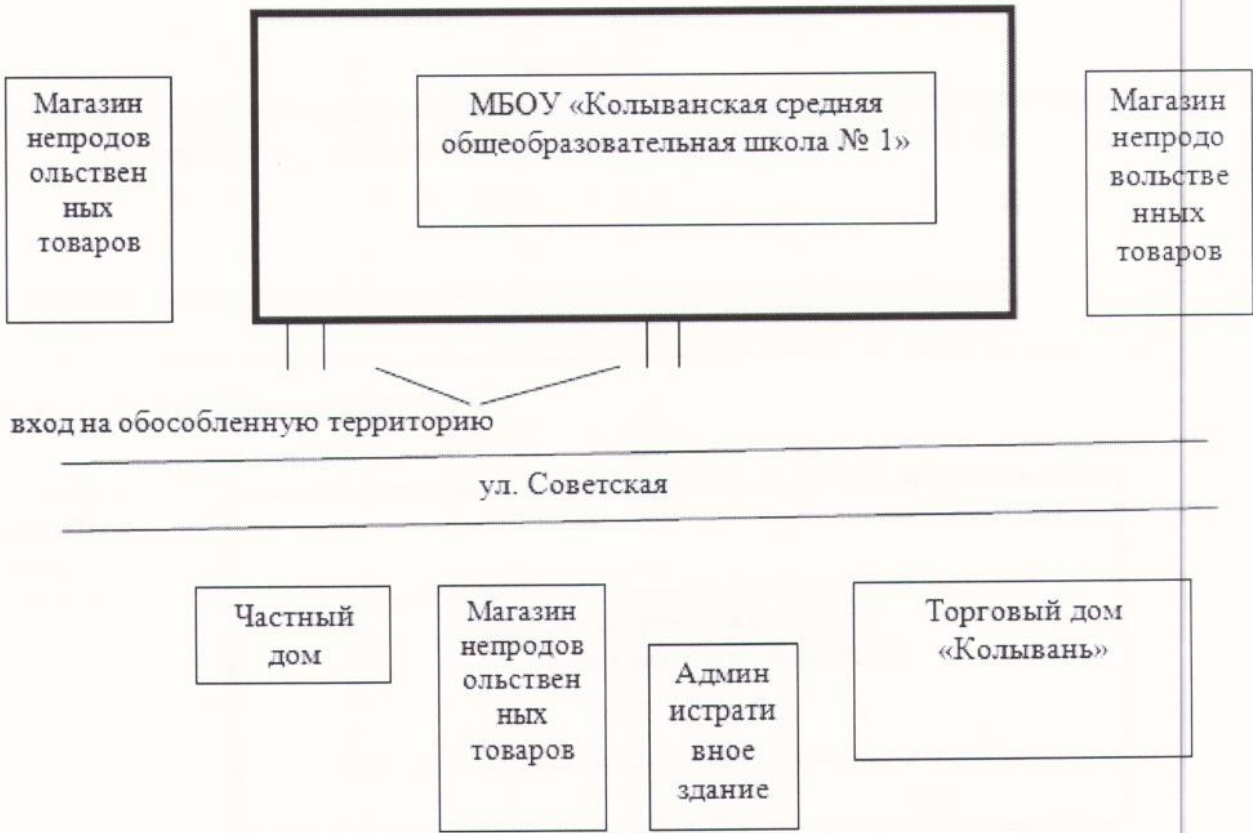 МБОУ «Колыванская средняя
общеобразовательная школа № 1»
Магазин
непродов
ольствен
ных
товаров
Магазин
непродо
вольстве
нных
товаров
вход на обособленную территорию
ул. Советская
Частный
дом
Магазин
непродов
ольствен
ных
товаров
Админ
истрати
вное
здание
Торговый дом
«Колывань»